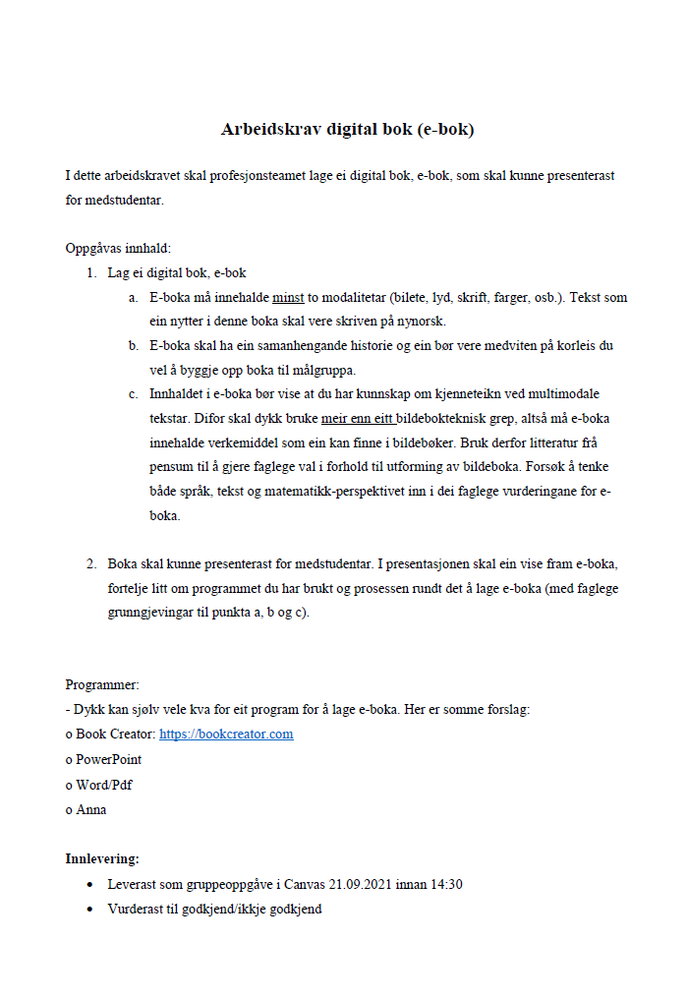 Arbeidskrav digital bok (e-bok)
I dette arbeidskravet skal profesjonsteamet lage ei digital bok, e-bok, som skal kunne presenterast
for medstudentar.
Oppgåvas innhald:
1. Lag ei digital bok, e-bok
a. E-boka må innehalde minst to modalitetar (bilete, lyd, skrift, farger, osb.). Tekst som
ein nytter i denne boka skal vere skriven på nynorsk.
b. E-boka skal ha ein samanhengande historie og ein bør vere medviten på korleis du
vel å byggje opp boka til målgruppa.
c. Innhaldet i e-boka bør vise at du har kunnskap om kjenneteikn ved multimodale
tekstar. Difor skal dykk bruke meir enn eitt bildebokteknisk grep, altså må e-boka
innehalde verkemiddel som ein kan finne i bildebøker. Bruk derfor litteratur frå
pensum til å gjere faglege val i forhold til utforming av bildeboka. Forsøk å tenke
både språk, tekst og matematikk-perspektivet inn i dei faglege vurderingane for e-
boka.
2. Boka skal kunne presenterast for medstudentar. I presentasjonen skal ein vise fram e-boka,
fortelje litt om programmet du har brukt og prosessen rundt det å lage e-boka (med faglege
grunngjevingar til punkta a, b og c).
Programmer:
- Dykk kan sjølv vele kva for eit program for å lage e-boka. Her er somme forslag:
o Book Creator: https://bookcreator.com
o PowerPoint
o Word/Pdf
o Anna
Innlevering:
• Leverast som gruppeoppgåve i Canvas 21.09.2021 innan 14:30
• Vurderast til godkjend/ikkje godkjend